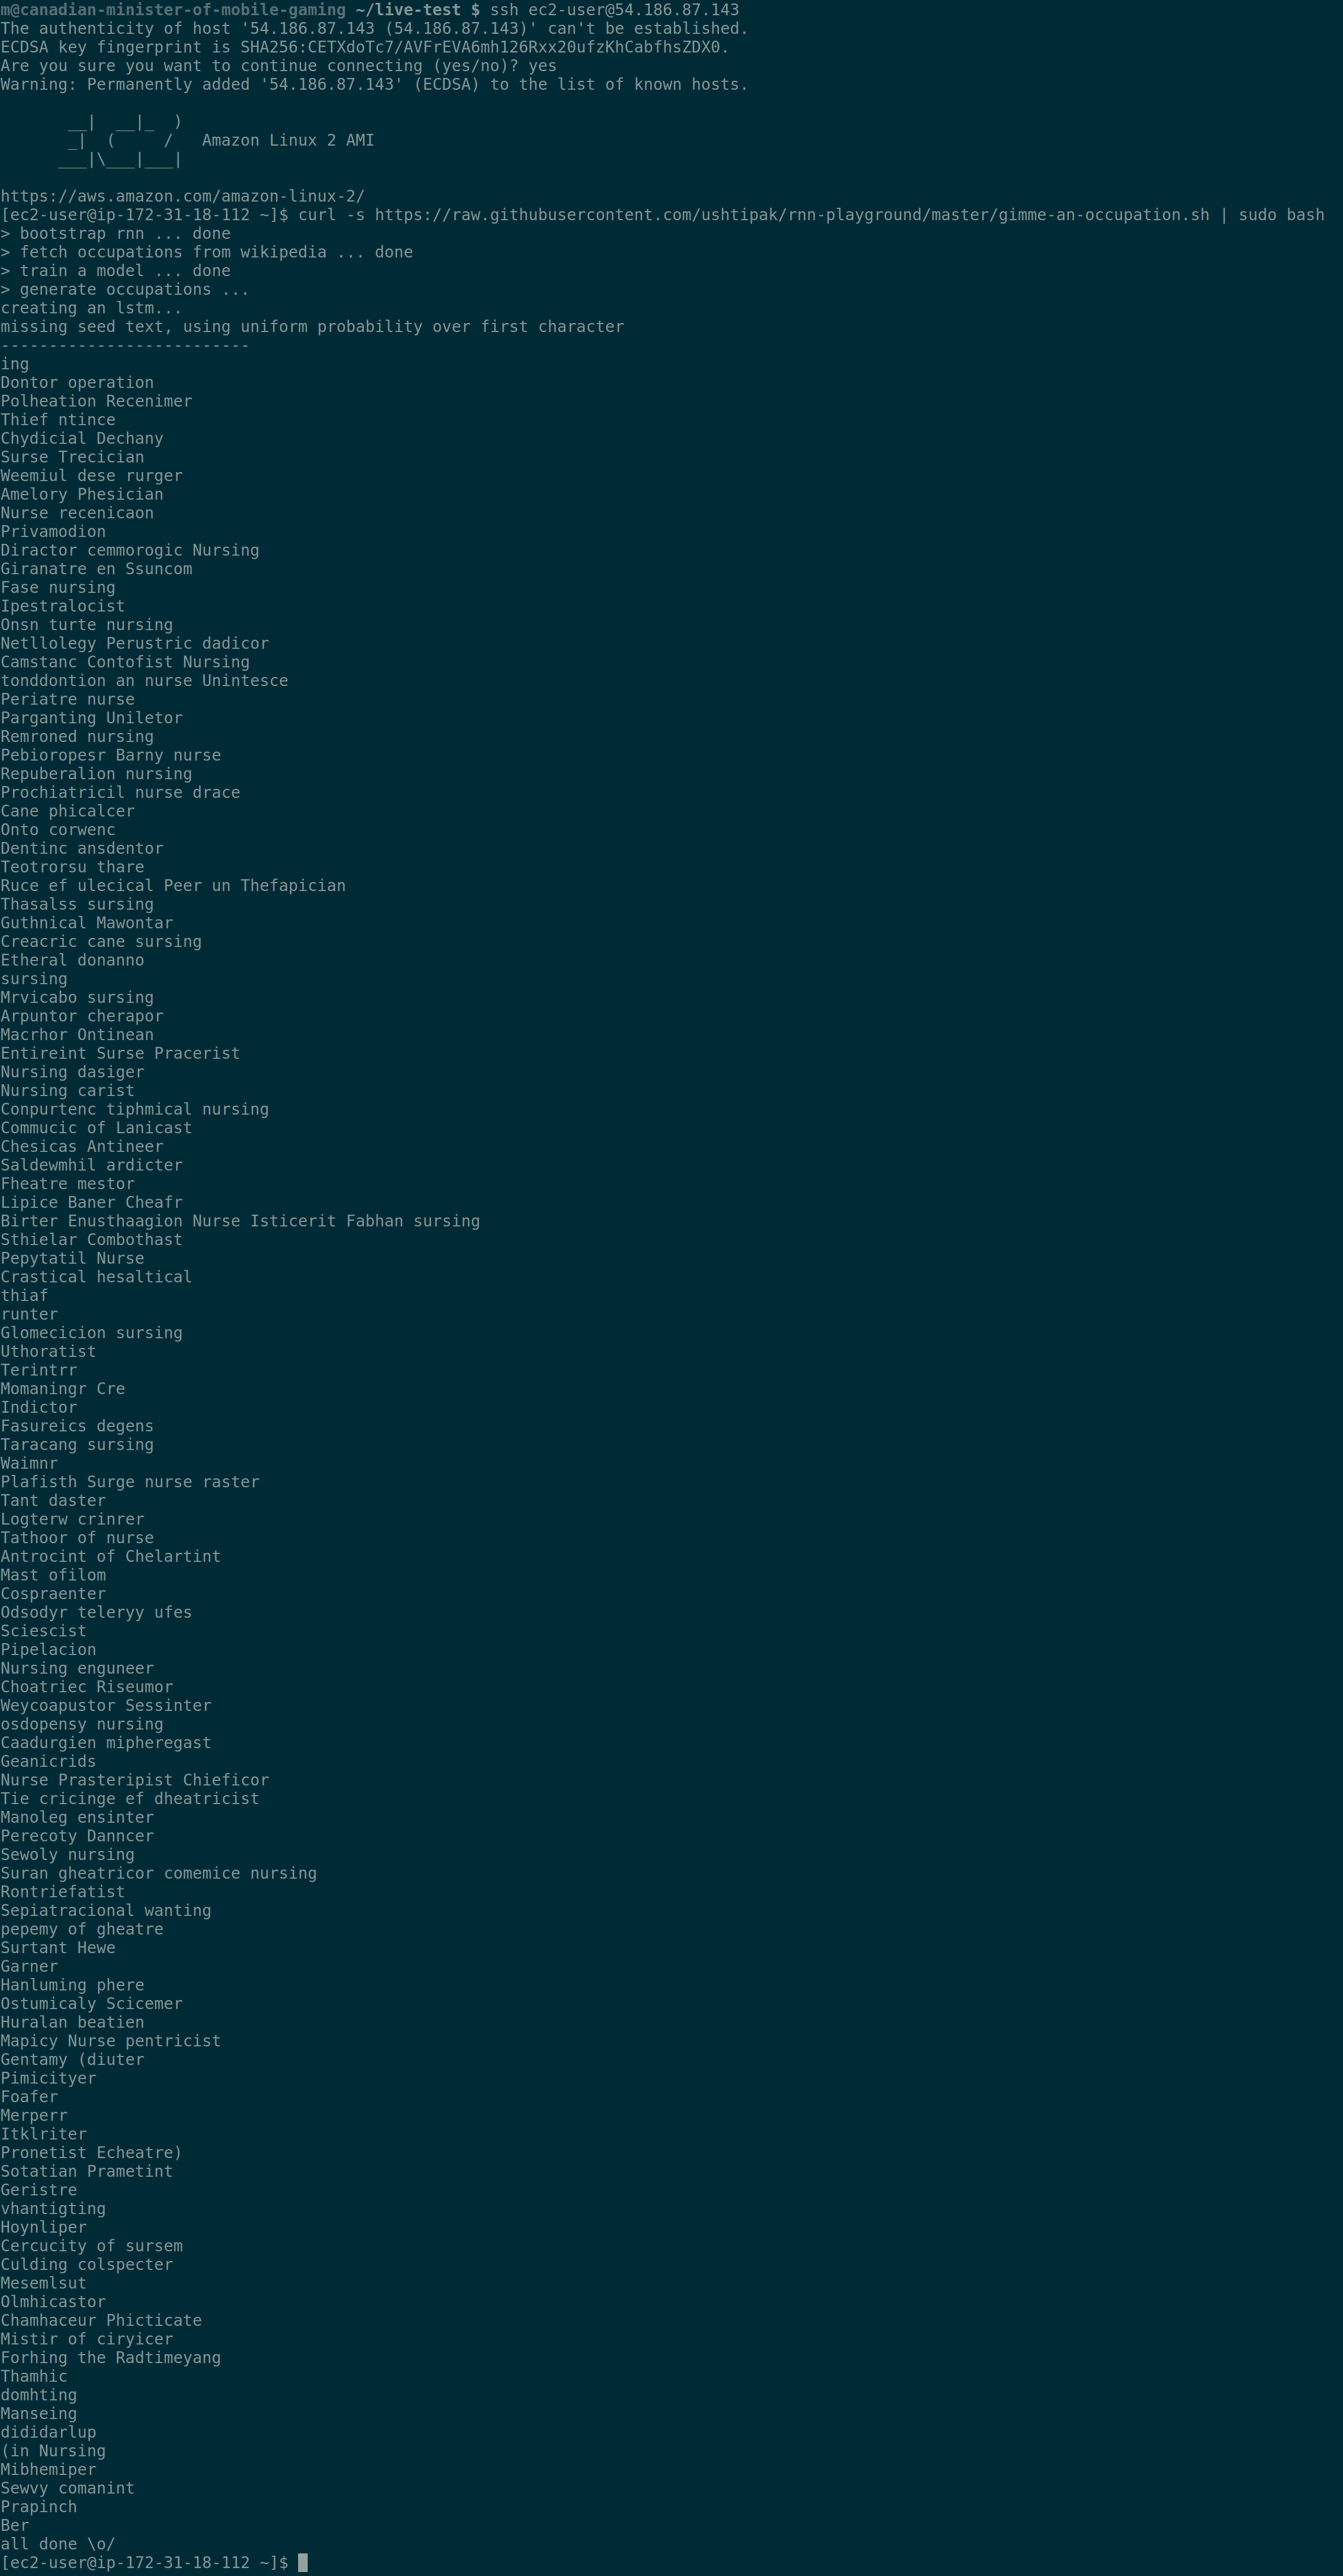 m@canadian-minister-of-mobile-gaming ~/live-test $ ssh ec2-user@54.186.87.143
The authenticity of host '54.186.87.143 (54.186.87.143)' can't be established.
ECDSA key fingerprint is SHA256:CETXdoTc7/AVFrEVA6mh126Rxx20ufzKhCabfhsZDX0.
Are you sure you want to continue connecting (yes/no)? yes
Warning: Permanently added '54.186.87.143' (ECDSA) to the list of known hosts.
       __|  __|_  )
       _|  (     /   Amazon Linux 2 AMI
      ___|\___|___|
https://aws.amazon.com/amazon-linux-2/
[ec2-user@ip-172-31-18-112 ~]$ curl -s https://raw.githubusercontent.com/ushtipak/rnn-playground/master/gimme-an-occupation.sh | sudo bash
> bootstrap rnn ... done
> fetch occupations from wikipedia ... done
> train a model ... done
> generate occupations ...
creating an lstm...
missing seed text, using uniform probability over first character
--------------------------
ing
Dontor operation
Polheation Recenimer
Thief ntince
Chydicial Dechany
Surse Trecician
Weemiul dese rurger
Amelory Phesician
Nurse recenicaon
Privamodion
Diractor cemmorogic Nursing
Giranatre en Ssuncom
Fase nursing
Ipestralocist
Onsn turte nursing
Netllolegy Perustric dadicor
Camstanc Contofist Nursing
tonddontion an nurse Unintesce
Periatre nurse
Parganting Uniletor
Remroned nursing
Pebioropesr Barny nurse
Repuberalion nursing
Prochiatricil nurse drace
Cane phicalcer
Onto corwenc
Dentinc ansdentor
Teotrorsu thare
Ruce ef ulecical Peer un Thefapician
Thasalss sursing
Guthnical Mawontar
Creacric cane sursing
Etheral donanno
sursing
Mrvicabo sursing
Arpuntor cherapor
Macrhor Ontinean
Entireint Surse Pracerist
Nursing dasiger
Nursing carist
Conpurtenc tiphmical nursing
Commucic of Lanicast
Chesicas Antineer
Saldewmhil ardicter
Fheatre mestor
Lipice Baner Cheafr
Birter Enusthaagion Nurse Isticerit Fabhan sursing
Sthielar Combothast
Pepytatil Nurse
Crastical hesaltical
thiaf
runter
Glomecicion sursing
Uthoratist
Terintrr
Momaningr Cre
Indictor
Fasureics degens
Taracang sursing
Waimnr
Plafisth Surge nurse raster
Tant daster
Logterw crinrer
Tathoor of nurse
Antrocint of Chelartint
Mast ofilom
Cospraenter
Odsodyr teleryy ufes
Sciescist
Pipelacion
Nursing enguneer
Choatriec Riseumor
Weycoapustor Sessinter
osdopensy nursing
Caadurgien mipheregast
Geanicrids
Nurse Prasteripist Chieficor
Tie cricinge ef dheatricist
Manoleg ensinter
Perecoty Danncer
Sewoly nursing
Suran gheatricor comemice nursing
Rontriefatist
Sepiatracional wanting
pepemy of gheatre
Surtant Hewe
Garner
Hanluming phere
Ostumicaly Scicemer
Huralan beatien
Mapicy Nurse pentricist
Gentamy (diuter
Pimicityer
Foafer
Merperr
Itklriter
Pronetist Echeatre)
Sotatian Prametint
Geristre
vhantigting
Hoynliper
Cercucity of sursem
Culding colspecter
Mesemlsut
Olmhicastor
Chamhaceur Phicticate
Mistir of ciryicer
Forhing the Radtimeyang
Thamhic
domhting
Manseing
dididarlup
(in Nursing
Mibhemiper
Sewvy comanint
Prapinch
Ber
all done \o/
[ec2-user@ip-172-31-18-112 ~]$